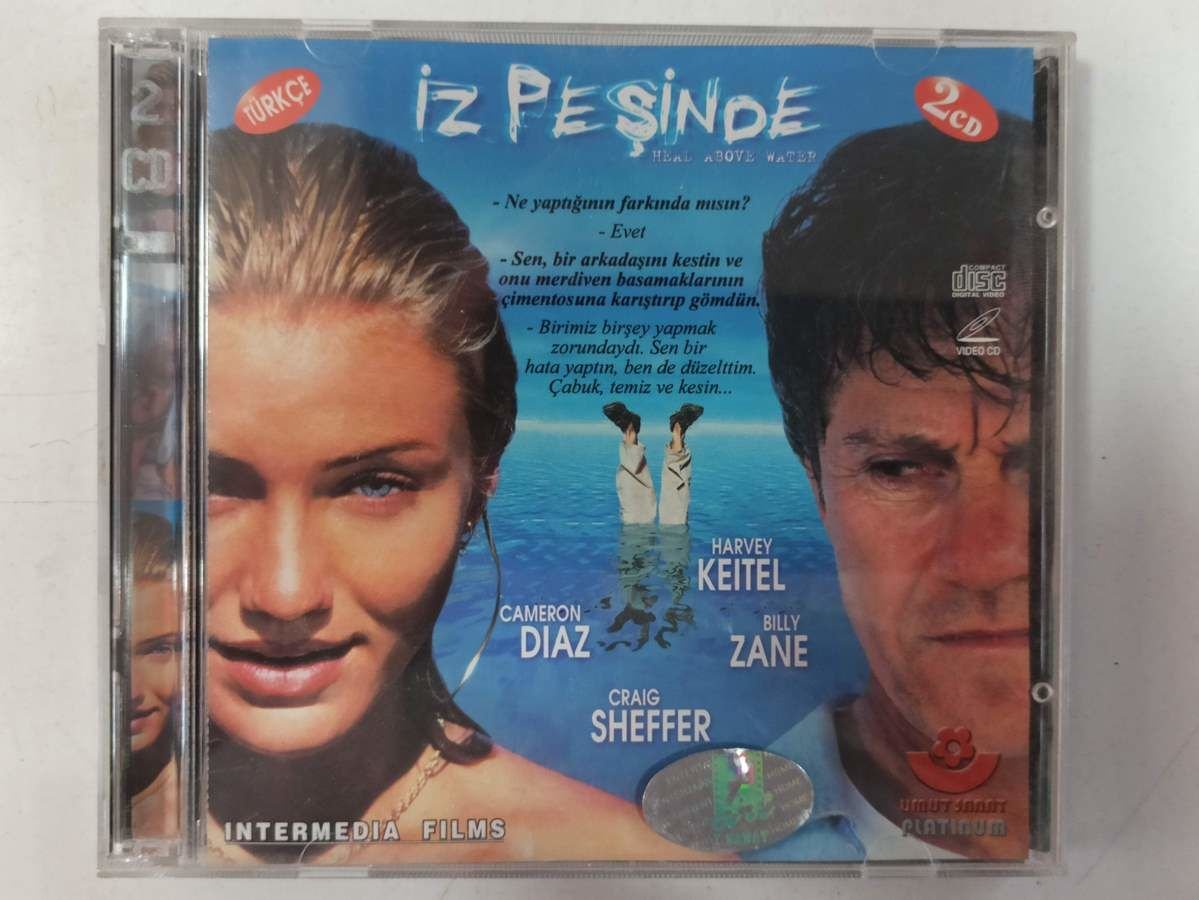 TÜRKÇE
İZ PEŞİNDE
2CD
HEAD ABOVE WATER
- Ne yaptığının farkında mısın?
- Evet
- Sen, bir arkadaşını kestin ve
onu merdiven basamaklarının
çimentosuna karıştırıp gömdün.
- Birimiz birşey yapmak
zorundaydı. Sen bir
hata yaptın, ben de düzelttim.
Çabuk, temiz ve kesin...
COMPACT
disc
DIGITAL VIDEO
VIDEO CD
2
CD
HARVEY
KEITEL
CAMERON
DIAZ
BILLY
ZANE
CRAIG
SHEFFER
INTERMEDIA FILMS
UMUT SANAT
PLATINUM